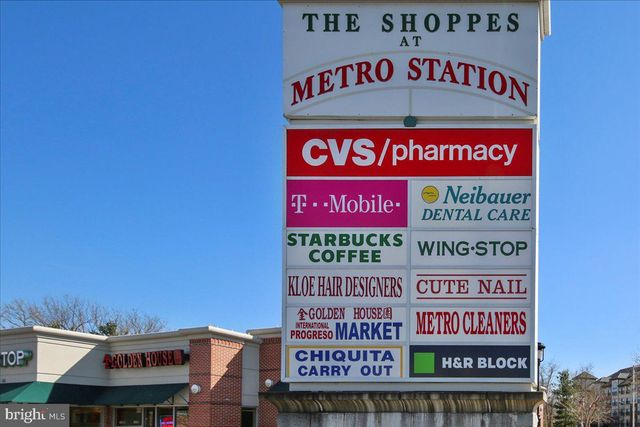 THE SHOPPES
AT
METRO STATION
CVS/pharmacy
T··Mobile·
Neibauer
DENTAL CARE
STARBUCKS
COFFEE
WING·STOP
KLOE HAIR DESIGNERS
CUTE NAIL
GOLDEN HOUSE
INTERNATIONAL
PROGRESO MARKET
METRO CLEANERS
CHIQUITA
CARRY OUT
H&R BLOCK
TOP
GOLDEN HOUSE
bright MLS